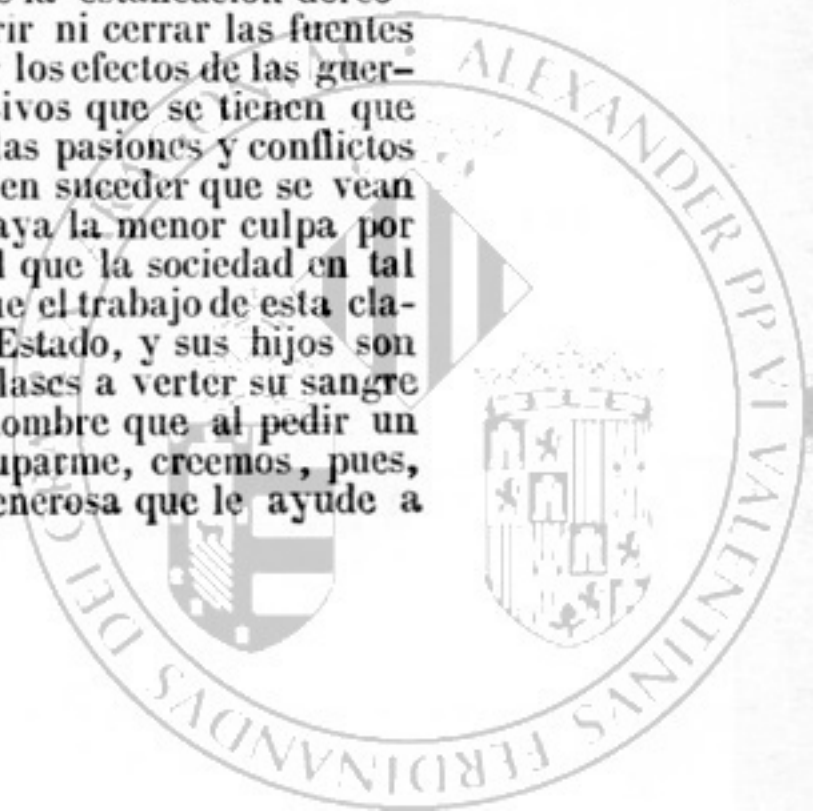 rir ni cerrar las fuentes
los efectos de las guer–
ivos que se tienen que
las pasiones y conflictos
en suceder que se vean
aya la menor culpa por
que la sociedad en tal
ue el trabajo de esta cla-
Estado, y sus hijos son
lases a verter su sangre
ombre que al pedir un
uparme, creemos, pues,
enerosa que le ayude a
ALEXANDER PP VI VALENTINVS FERDINANDVS DEI